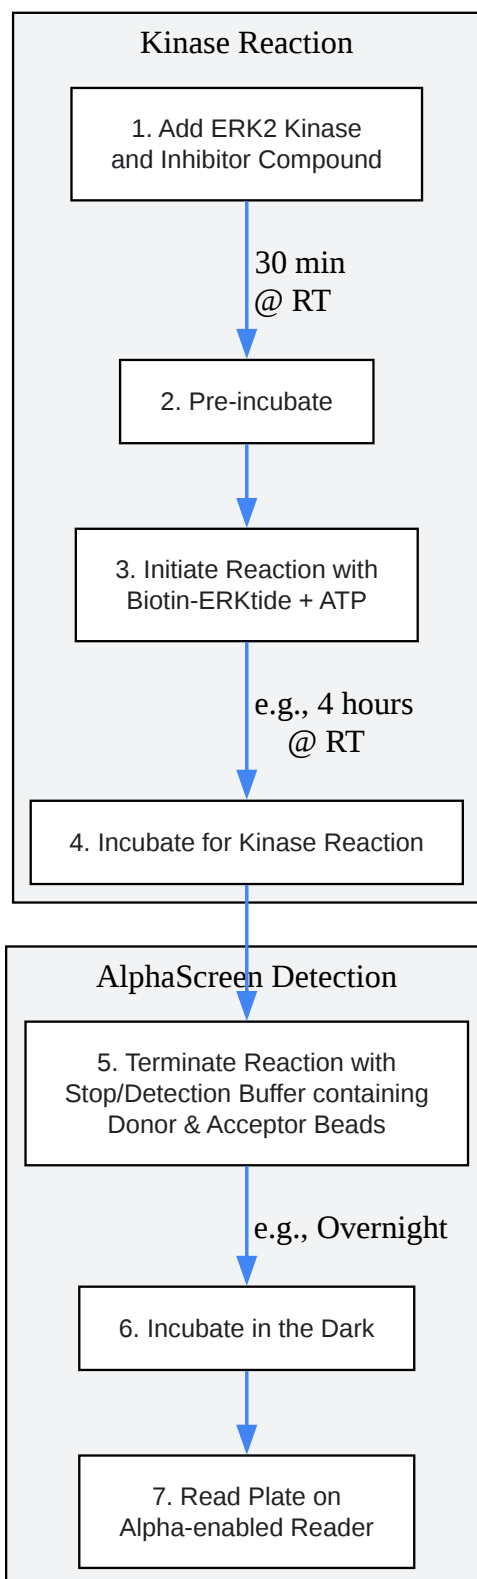 Kinase Reaction
1. Add ERK2 Kinase
and Inhibitor Compound
30 min
@ RT
2. Pre-incubate
3. Initiate Reaction with
Biotin-ERKtide + ATP
e.g., 4 hours
@ RT
4. Incubate for Kinase Reaction
AlphaScreen Detection
5. Terminate Reaction with
Stop/Detection Buffer containing
Donor & Acceptor Beads
e.g., Overnight
6. Incubate in the Dark
7. Read Plate on
Alpha-enabled Reader